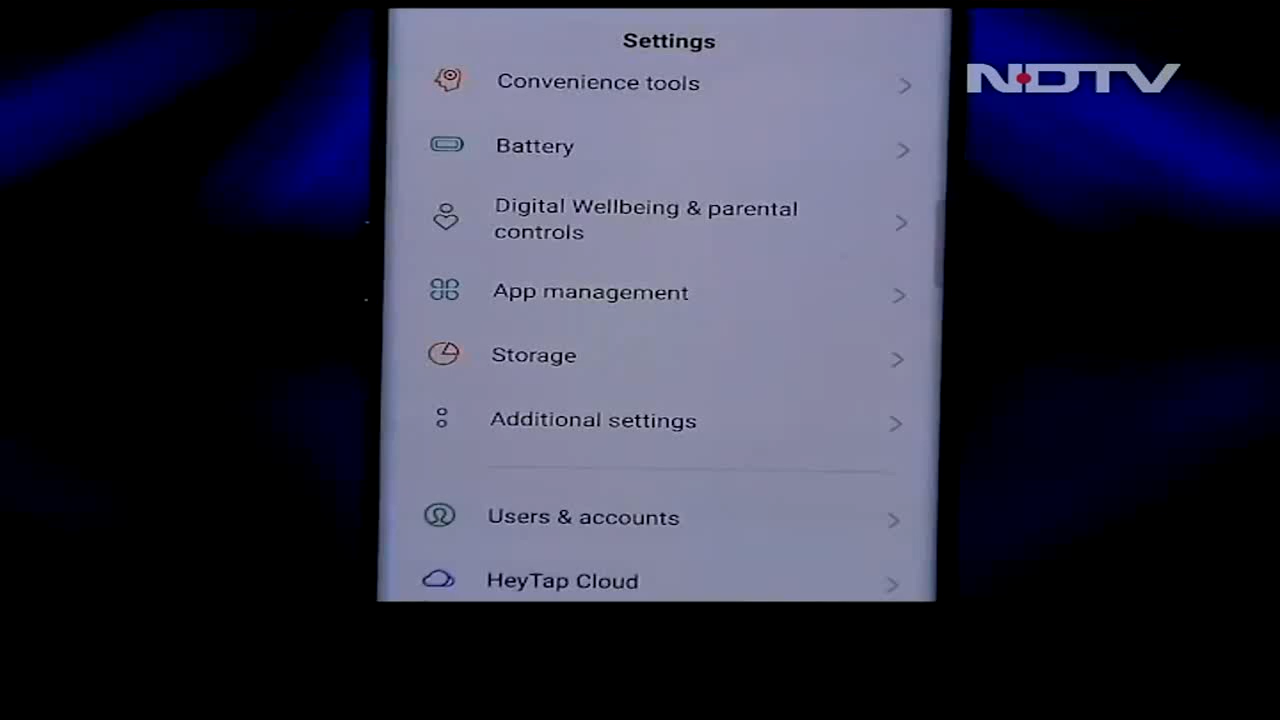 Settings
NDTV
Convenience tools
Battery
Digital Wellbeing & parental
controls
App management
Storage
Additional settings
Users & accounts
HeyTap Cloud